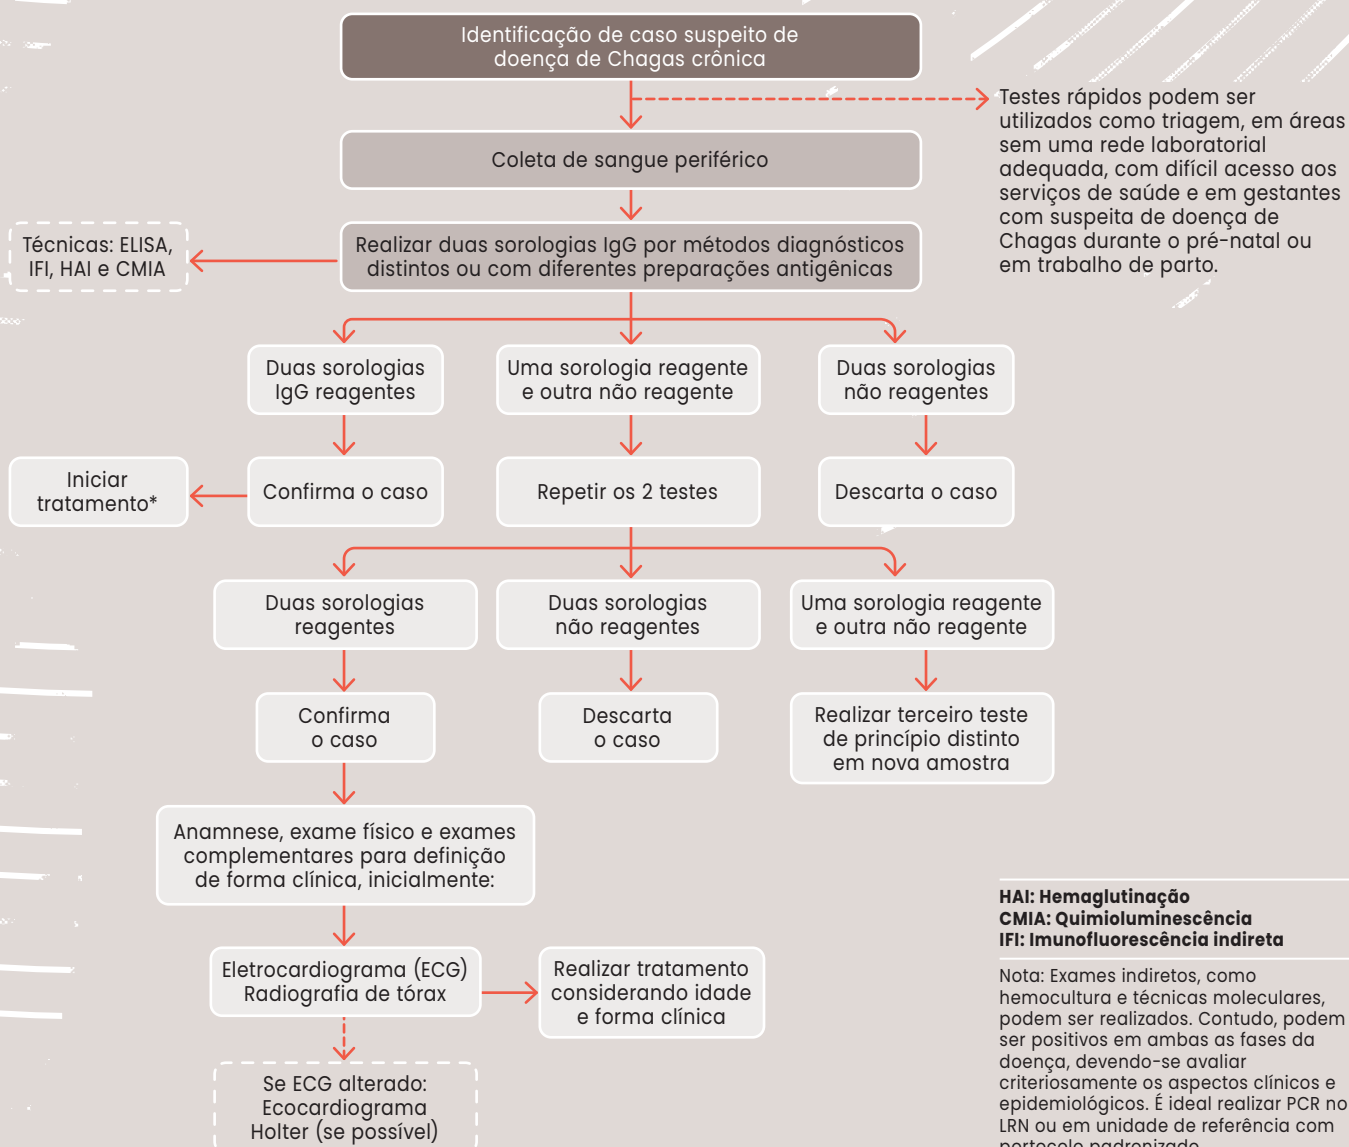 Identificação de caso suspeito de
doença de Chagas crônica
Testes rápidos podem ser
utilizados como triagem, em áreas
sem uma rede laboratorial
adequada, com difícil acesso aos
serviços de saúde e em gestantes
com suspeita de doença de
Chagas durante o pré-natal ou
em trabalho de parto.
Coleta de sangue periférico
Técnicas: ELISA,
IFI, HAI e CMIA
Realizar duas sorologias IgG por métodos diagnósticos
distintos ou com diferentes preparações antigênicas
Duas sorologias
IgG reagentes
Uma sorologia reagente
e outra não reagente
Duas sorologias
não reagentes
Iniciar
tratamento*
Confirma o caso
Repetir os 2 testes
Descarta o caso
Duas sorologias
reagentes
Duas sorologias
não reagentes
Uma sorologia reagente
e outra não reagente
Confirma
o caso
Descarta
o caso
Realizar terceiro teste
de princípio distinto
em nova amostra
Anamnese, exame físico e exames
complementares para definição
de forma clínica, inicialmente:
Eletrocardiograma (ECG)
Radiografia de tórax
Realizar tratamento
considerando idade
e forma clínica
Se ECG alterado:
Ecocardiograma
Holter (se possível)
HAI: Hemaglutinação
CMIA: Quimioluminescência
IFI: Imunofluorescência indireta
Nota: Exames indiretos, como
hemocultura e técnicas moleculares,
podem ser realizados. Contudo, podem
ser positivos em ambas as fases da
doença, devendo-se avaliar
criteriosamente os aspectos clínicos e
epidemiológicos. É ideal realizar PCR no
LRN ou em unidade de referência com
portocolo padronizado